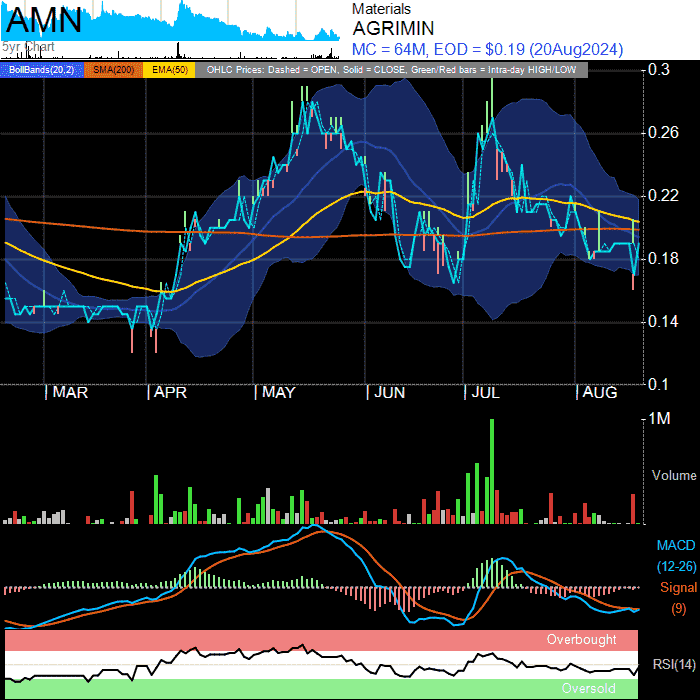 AMN
5yr Chart
Materials
AGRIMIN
MC = 64M, EOD = $0.19 (20Aug2024)
BollBands(20,2) SMA(200) EMA(50) OHLC Prices: Dashed = OPEN, Solid = CLOSE, Green/Red bars = Intra-day HIGH/LOW
0.3
0.26
0.22
0.18
0.14
0.1
MAR APR MAY JUN JUL AUG
1M
Volume
MACD
(12-26)
Signal
(9)
Overbought
RSI(14)
Oversold